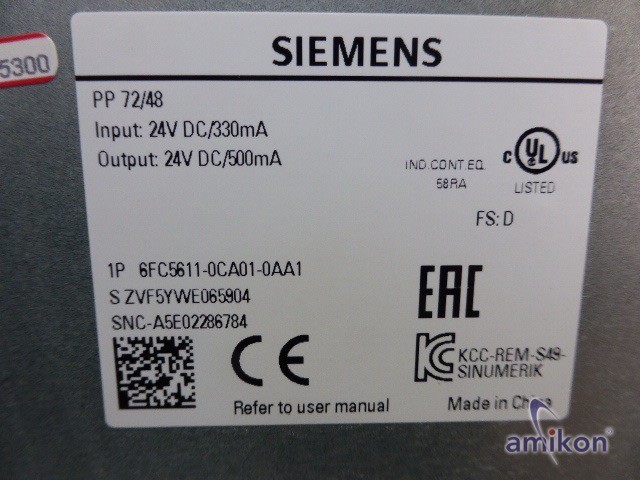 5300
SIEMENS
PP 72/48
Input: 24V DC/330mA
Output: 24V DC/500mA
IND.CONT.EQ.
58RA
C UL US
LISTED
FS: D
1P 6FC5611-0CA01-0AA1
S ZVF5YWE065904
SNC-A5E02286784
EAC
CE
KCC-REM-S49-
SINUMERIK
Refer to user manual
Made in China
amikon